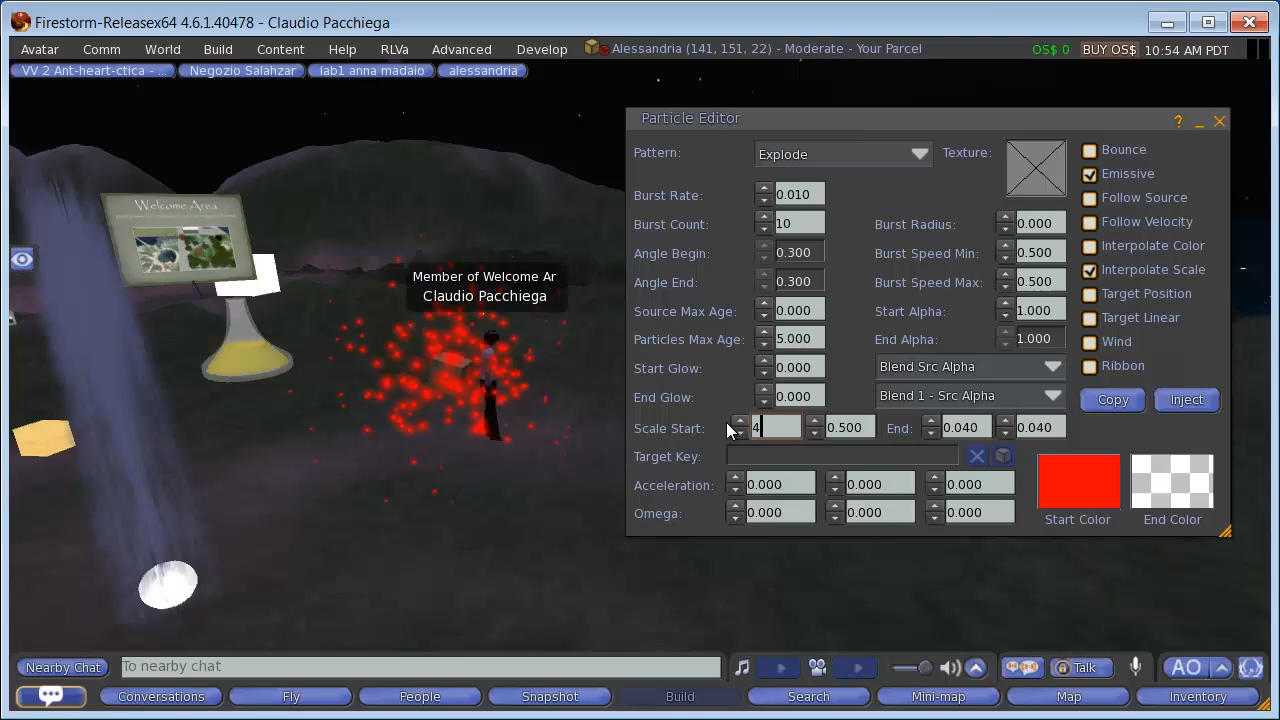 Firestorm-Releasex64 4.6.1.40478 - Claudio Pacchiega
Avatar Comm World Build Content Help RLVa Advanced Develop Alessandria (141, 151, 22) - Moderate - Your Parcel OS$ 0 BUY OS$ 10:54 AM PDT
VV 2 Ant-heart-ctica - ... Negozio Salahzar lab1 anna madaio alessandria
Particle Editor ?
Pattern: Explode Texture: Bounce
Emissive
Burst Rate: 0.010 Follow Source
Burst Count: 10 Burst Radius: 0.000 Follow Velocity
Angle Begin: 0.300 Burst Speed Min: 0.500 Interpolate Color
Angle End: 0.300 Burst Speed Max: 0.500 Interpolate Scale
Source Max Age: 0.000 Start Alpha: 1.000 Target Position
Particles Max Age: 5.000 End Alpha: 1.000 Target Linear
Wind
Start Glow: 0.000 Blend Src Alpha Ribbon
End Glow: 0.000 Blend 1 - Src Alpha Copy Inject
Scale Start: 4 0.500 End: 0.040 0.040
Target Key:
Acceleration: 0.000 0.000 0.000
Omega: 0.000 0.000 0.000 Start Color End Color
Welcome Area
Member of Welcome Ar
Claudio Pacchiega
Nearby Chat To nearby chat Talk AO
Conversations Fly People Snapshot Build Search Mini-map Map Inventory